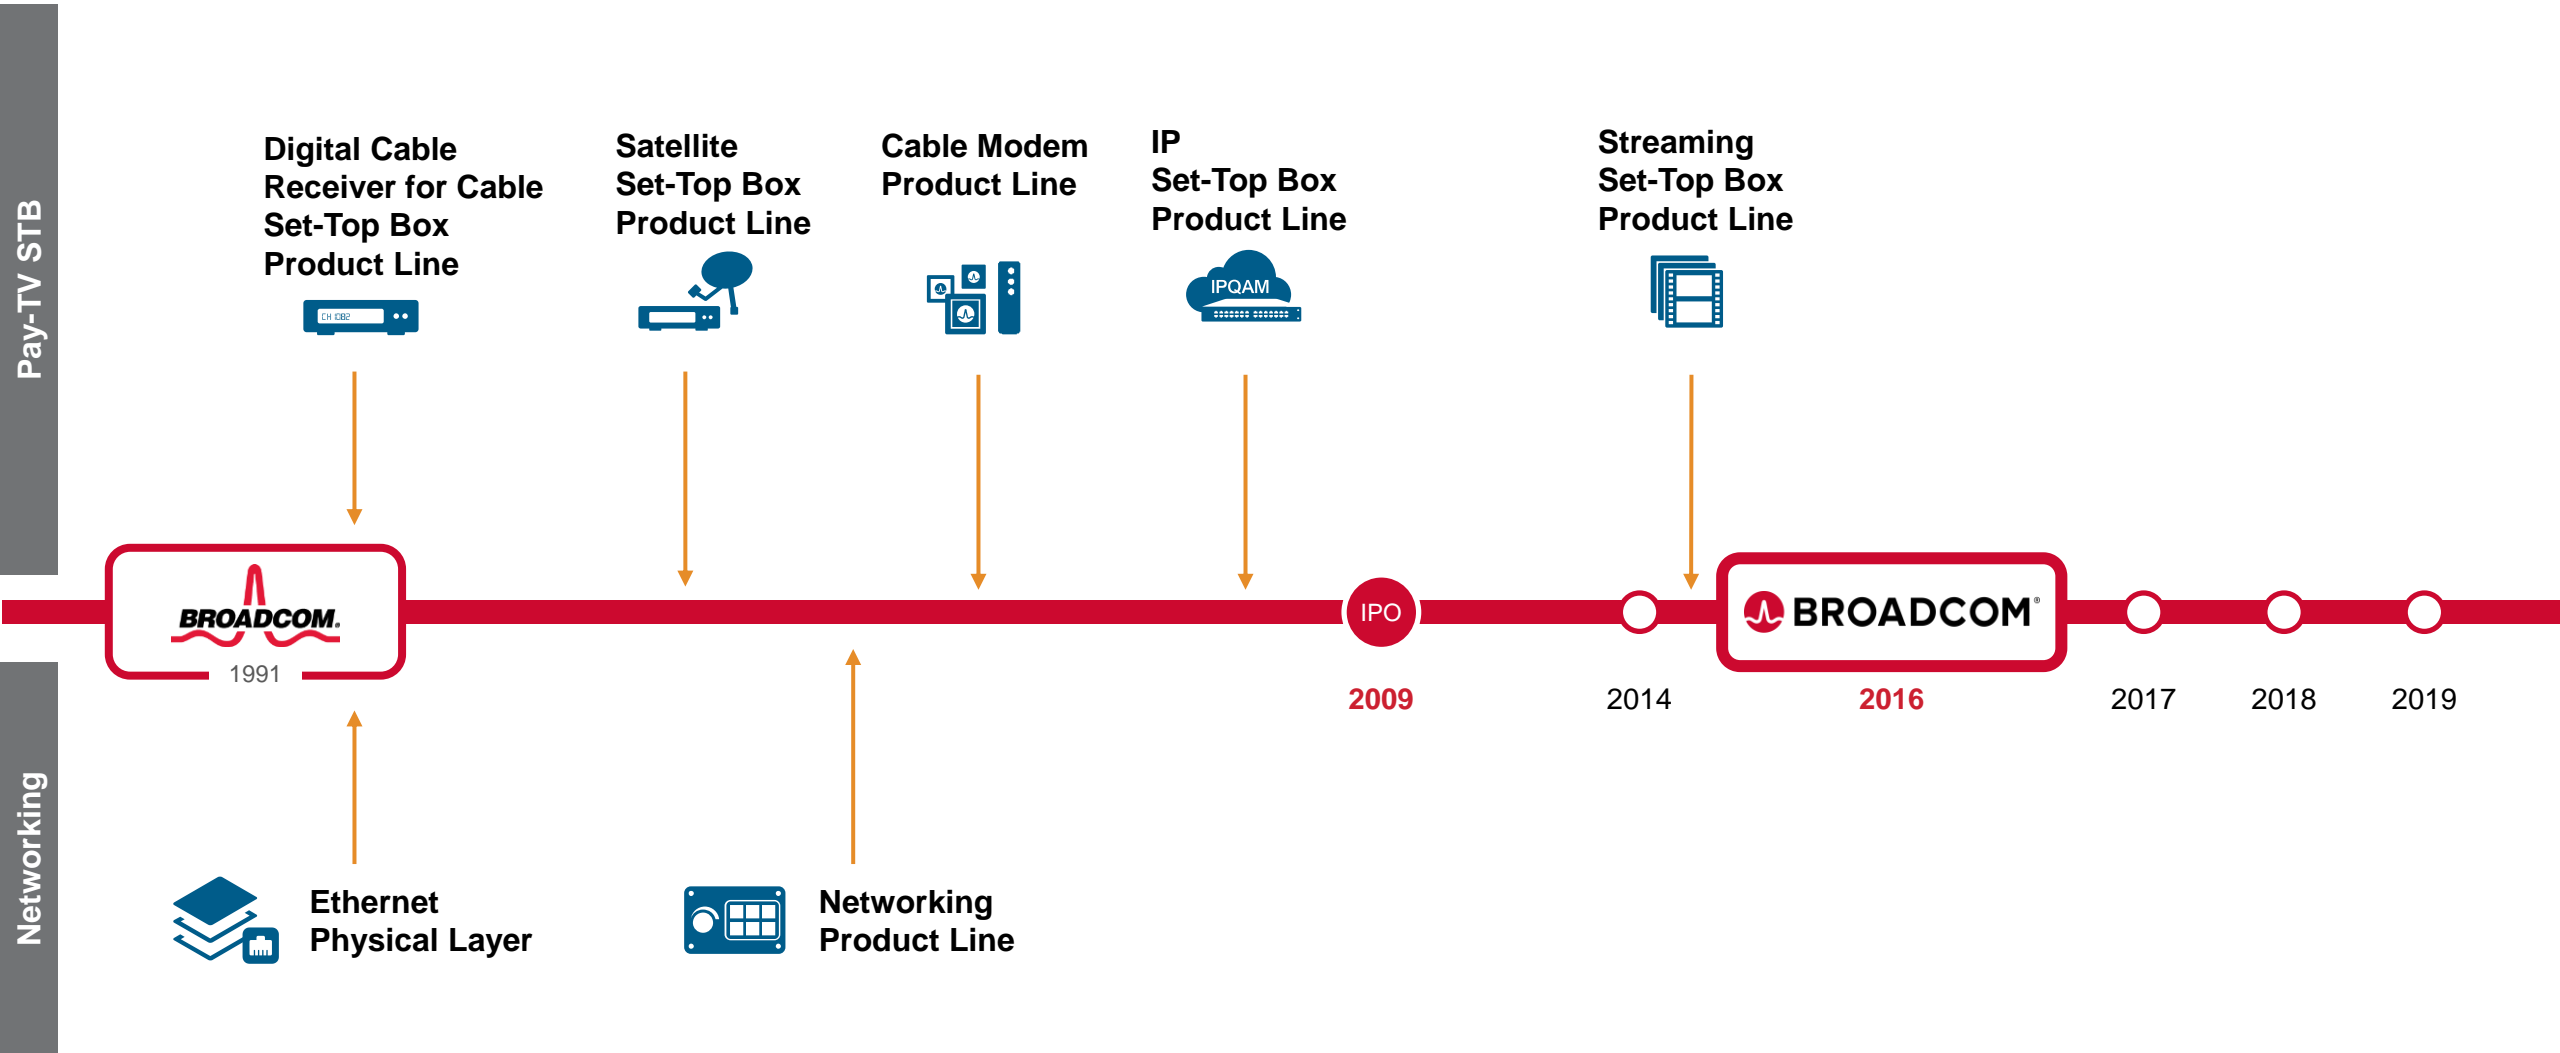 Pay-TV STB
Digital Cable
Receiver for Cable
Set-Top Box
Product Line
CH 1082
Satellite
Set-Top Box
Product Line
Cable Modem
Product Line
IP
Set-Top Box
Product Line
IPQAM
Streaming
Set-Top Box
Product Line
BROADCOM.
1991
IPO
BROADCOM®
2009
2014
2016
2017
2018
2019
Networking
Ethernet
Physical Layer
Networking
Product Line